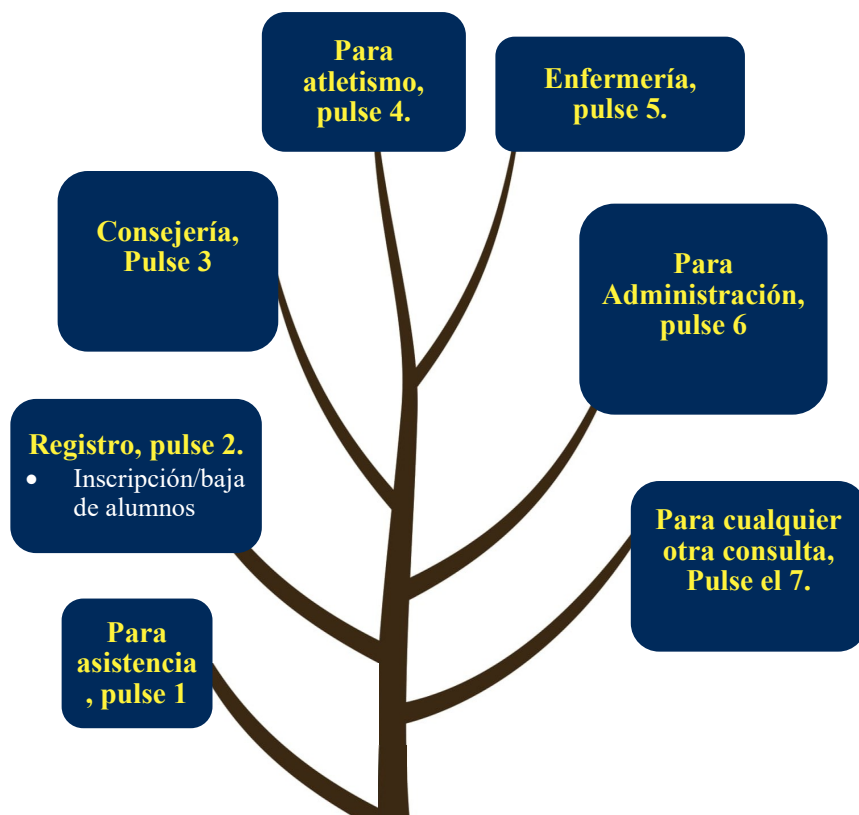 Para
atletismo,
pulse 4.
Enfermería,
pulse 5.
Consejería,
Pulse 3
Para
Administración,
pulse 6
Registro, pulse 2.
• Inscripción/baja
de alumnos
Para cualquier
otra consulta,
Pulse el 7.
Para
asistencia
, pulse 1